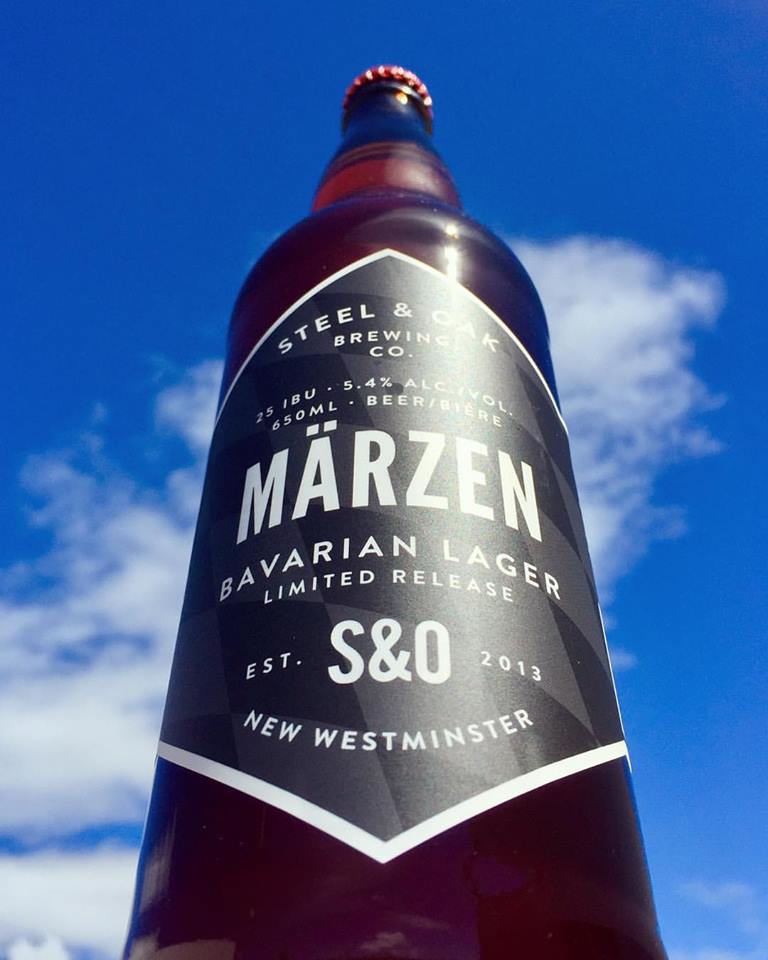 STEEL & OAK
BREWING
CO.
25 IBU · 5.4% ALC./VOL.
650ML · BEER/BIÈRE
MÄRZEN
BAVARIAN LAGER
LIMITED RELEASE
EST. S&O 2013
NEW WESTMINSTER